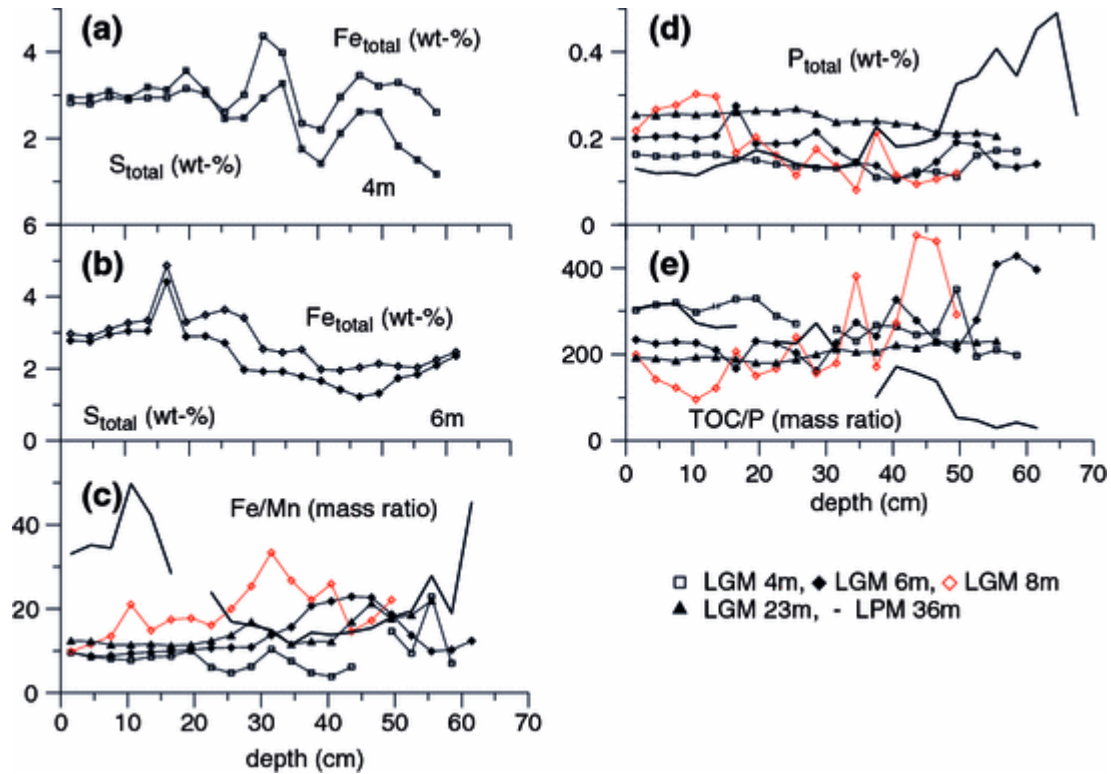 (a)
Fe_total (wt-%)
S_total (wt-%)
4m
4
2
6
(b)
Fe_total (wt-%)
S_total (wt-%)
6m
4
2
0
(c)
Fe/Mn (mass ratio)
40
20
0
0 10 20 30 40 50 60 70
depth (cm)
(d)
P_total (wt-%)
0.4
0.2
0
(e)
TOC/P (mass ratio)
400
200
0
0 10 20 30 40 50 60 70
depth (cm)
LGM 4m, LGM 6m, LGM 8m
LGM 23m, - LPM 36m